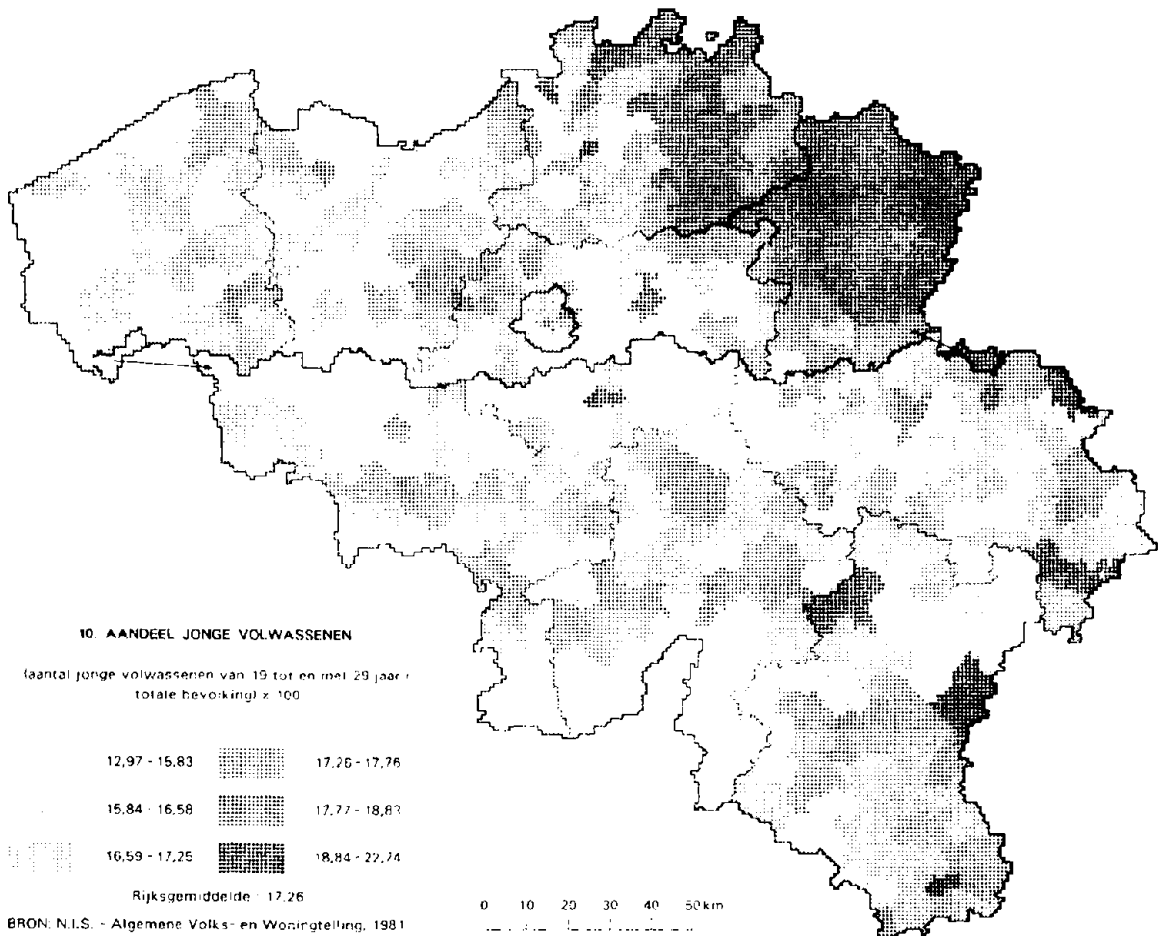 10. AANDEEL JONGE VOLWASSENEN
(aantal jonge volwassenen van 19 tot en met 29 jaar /
totale bevolking) x 100
12,97 - 15,83 17,26 - 17,76
15,84 - 16,58 17,77 - 18,83
16,59 - 17,25 18,84 - 22,74
Rijksgemiddelde : 17,26
BRON: N.I.S. - Algemene Volks- en Woningtelling, 1981
0 10 20 30 40 50 km